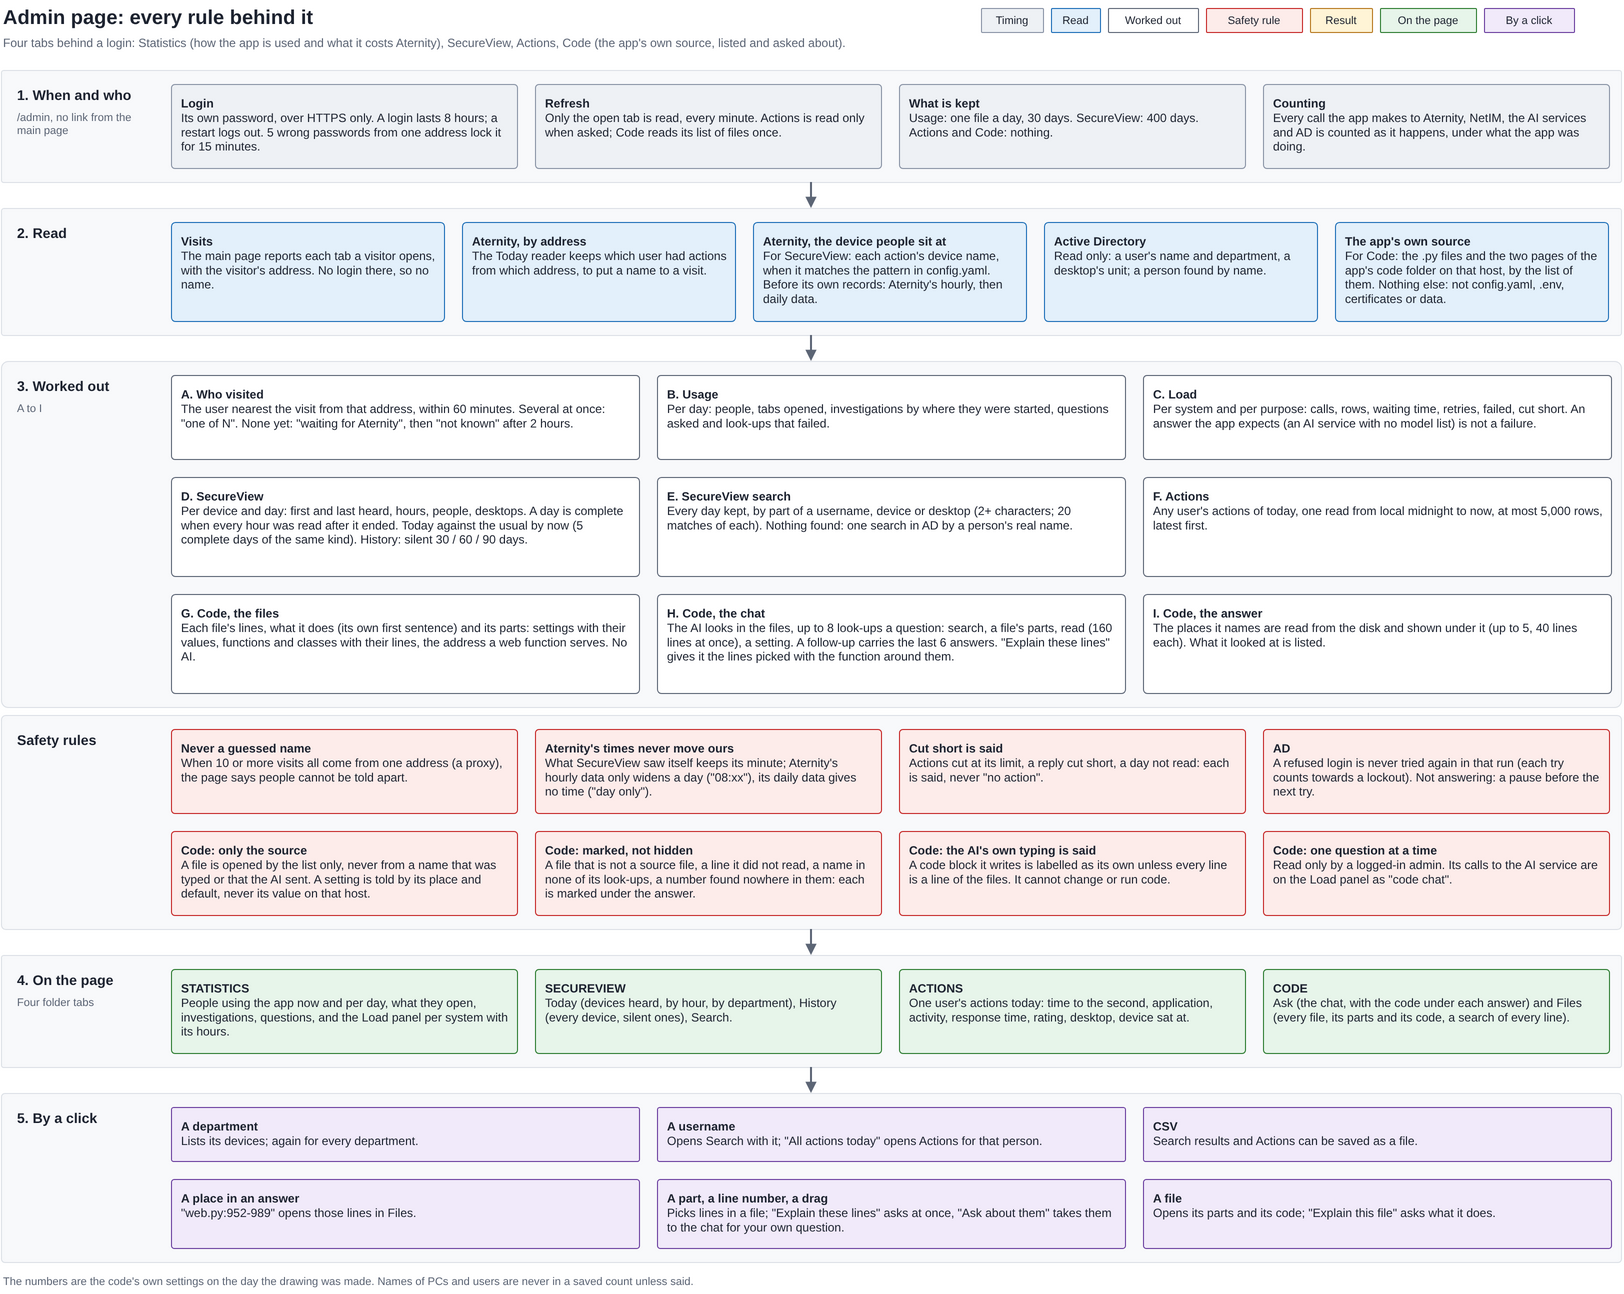 Admin page: every rule behind it
Four tabs behind a login: Statistics (how the app is used and what it costs Aternity), SecureView, Actions, Code (the app's own source, listed and asked about).
Timing
Read
Worked out
Safety rule
Result
On the page
By a click
1. When and who
/admin, no link from the
main page
Login
Its own password, over HTTPS only. A login lasts 8 hours; a
restart logs out. 5 wrong passwords from one address lock it
for 15 minutes.
Refresh
Only the open tab is read, every minute. Actions is read only
when asked; Code reads its list of files once.
What is kept
Usage: one file a day, 30 days. SecureView: 400 days.
Actions and Code: nothing.
Counting
Every call the app makes to Aternity, NetIM, the AI services
and AD is counted as it happens, under what the app was
doing.
2. Read
Visits
The main page reports each tab a visitor opens,
with the visitor's address. No login there, so no
name.
Aternity, by address
The Today reader keeps which user had actions
from which address, to put a name to a visit.
Aternity, the device people sit at
For SecureView: each action's device name,
when it matches the pattern in config.yaml.
Before its own records: Aternity's hourly, then
daily data.
Active Directory
Read only: a user's name and department, a
desktop's unit; a person found by name.
The app's own source
For Code: the .py files and the two pages of the
app's code folder on that host, by the list of
them. Nothing else: not config.yaml, .env,
certificates or data.
3. Worked out
A to I
A. Who visited
The user nearest the visit from that address, within 60 minutes. Several at once:
"one of N". None yet: "waiting for Aternity", then "not known" after 2 hours.
B. Usage
Per day: people, tabs opened, investigations by where they were started, questions
asked and look-ups that failed.
C. Load
Per system and per purpose: calls, rows, waiting time, retries, failed, cut short. An
answer the app expects (an AI service with no model list) is not a failure.
D. SecureView
Per device and day: first and last heard, hours, people, desktops. A day is complete
when every hour was read after it ended. Today against the usual by now (5
complete days of the same kind). History: silent 30 / 60 / 90 days.
E. SecureView search
Every day kept, by part of a username, device or desktop (2+ characters; 20
matches of each). Nothing found: one search in AD by a person's real name.
F. Actions
Any user's actions of today, one read from local midnight to now, at most 5,000 rows,
latest first.
G. Code, the files
Each file's lines, what it does (its own first sentence) and its parts: settings with their
values, functions and classes with their lines, the address a web function serves. No
AI.
H. Code, the chat
The AI looks in the files, up to 8 look-ups a question: search, a file's parts, read (160
lines at once), a setting. A follow-up carries the last 6 answers. "Explain these lines"
gives it the lines picked with the function around them.
I. Code, the answer
The places it names are read from the disk and shown under it (up to 5, 40 lines
each). What it looked at is listed.
Safety rules
Never a guessed name
When 10 or more visits all come from one address (a proxy),
the page says people cannot be told apart.
Aternity's times never move ours
What SecureView saw itself keeps its minute; Aternity's
hourly data only widens a day ("08:xx"), its daily data gives
no time ("day only").
Cut short is said
Actions cut at its limit, a reply cut short, a day not read: each
is said, never "no action".
AD
A refused login is never tried again in that run (each try
counts towards a lockout). Not answering: a pause before the
next try.
Code: only the source
A file is opened by the list only, never from a name that was
typed or that the AI sent. A setting is told by its place and
default, never its value on that host.
Code: marked, not hidden
A file that is not a source file, a line it did not read, a name in
none of its look-ups, a number found nowhere in them: each
is marked under the answer.
Code: the AI's own typing is said
A code block it writes is labelled as its own unless every line
is a line of the files. It cannot change or run code.
Code: one question at a time
Read only by a logged-in admin. Its calls to the AI service are
on the Load panel as "code chat".
4. On the page
Four folder tabs
STATISTICS
People using the app now and per day, what they open,
investigations, questions, and the Load panel per system with
its hours.
SECUREVIEW
Today (devices heard, by hour, by department), History
(every device, silent ones), Search.
ACTIONS
One user's actions today: time to the second, application,
activity, response time, rating, desktop, device sat at.
CODE
Ask (the chat, with the code under each answer) and Files
(every file, its parts and its code, a search of every line).
5. By a click
A department
Lists its devices; again for every department.
A username
Opens Search with it; "All actions today" opens Actions for that person.
CSV
Search results and Actions can be saved as a file.
A place in an answer
"web.py:952-989" opens those lines in Files.
A part, a line number, a drag
Picks lines in a file; "Explain these lines" asks at once, "Ask about them" takes them
to the chat for your own question.
A file
Opens its parts and its code; "Explain this file" asks what it does.
The numbers are the code's own settings on the day the drawing was made. Names of PCs and users are never in a saved count unless said.